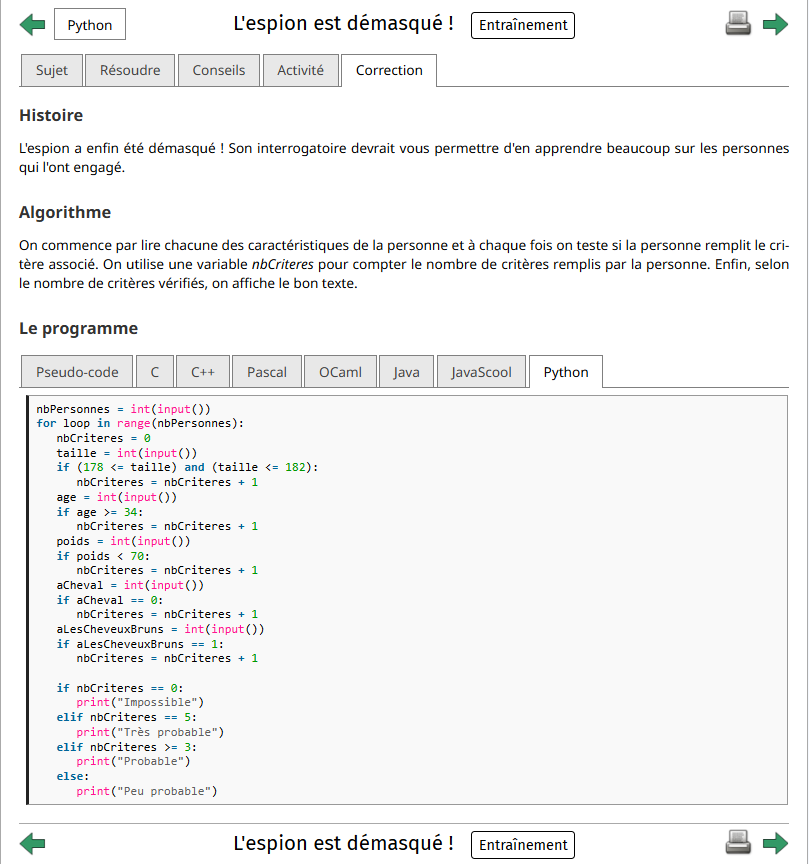 Python
L'espion est démasqué !
Entraînement
Sujet
Résoudre
Conseils
Activité
Correction
Histoire
L'espion a enfin été démasqué ! Son interrogatoire devrait vous permettre d'en apprendre beaucoup sur les personnes
qui l'ont engagé.
Algorithme
On commence par lire chacune des caractéristiques de la personne et à chaque fois on teste si la personne remplit le cri-
tère associé. On utilise une variable nbCriteres pour compter le nombre de critères remplis par la personne. Enfin, selon
le nombre de critères vérifiés, on affiche le bon texte.
Le programme
Pseudo-code
C
C++
Pascal
OCaml
Java
JavaScool
Python
nbPersonnes = int(input())
for loop in range(nbPersonnes):
   nbCriteres = 0
   taille = int(input())
   if (178 <= taille) and (taille <= 182):
      nbCriteres = nbCriteres + 1
   age = int(input())
   if age >= 34:
      nbCriteres = nbCriteres + 1
   poids = int(input())
   if poids < 70:
      nbCriteres = nbCriteres + 1
   aCheval = int(input())
   if aCheval == 0:
      nbCriteres = nbCriteres + 1
   aLesCheveuxBruns = int(input())
   if aLesCheveuxBruns == 1:
      nbCriteres = nbCriteres + 1
   if nbCriteres == 0:
      print("Impossible")
   elif nbCriteres == 5:
      print("Très probable")
   elif nbCriteres >= 3:
      print("Probable")
   else:
      print("Peu probable")
L'espion est démasqué !
Entraînement